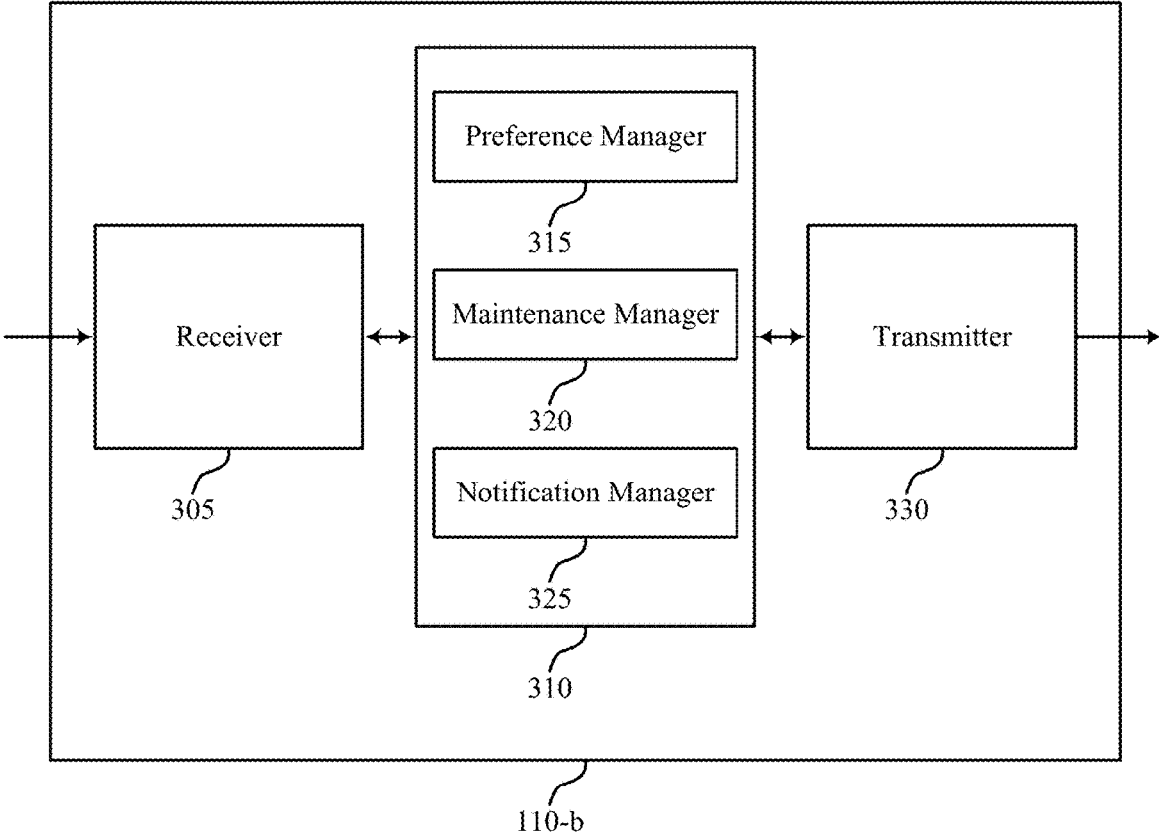 Preference Manager
315
Receiver
305
Maintenance Manager
320
Transmitter
330
Notification Manager
325
310
110-b